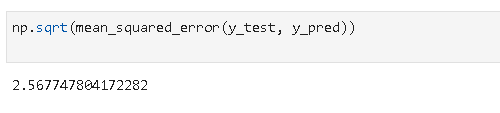 np.sqrt(mean_squared_error(y_test, y_pred))
2.567747804172282